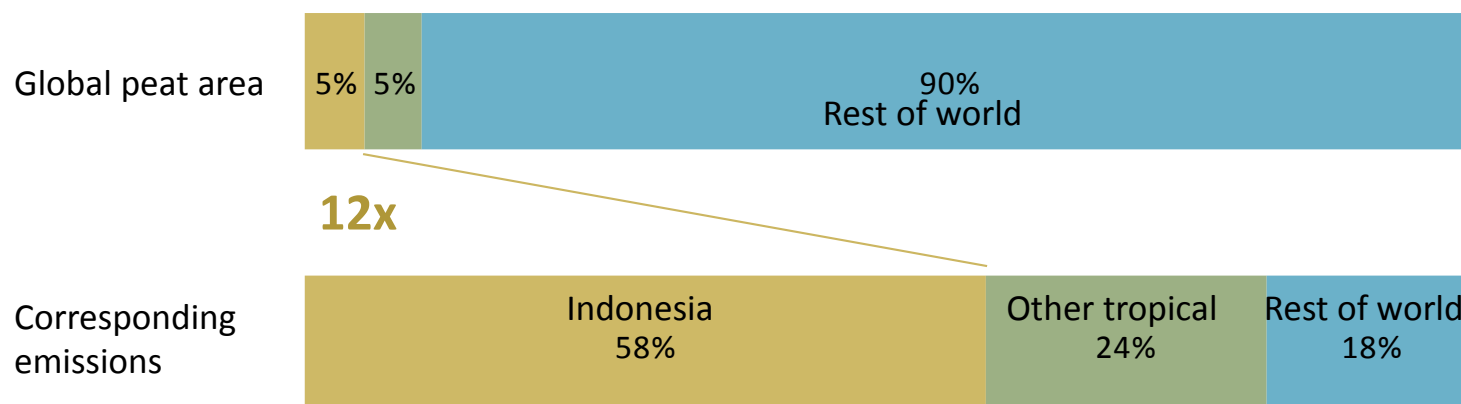 Global peat area
5% 5% 90%
Rest of world
12x
Corresponding
emissions
Indonesia
58%
Other tropical
24%
Rest of world
18%